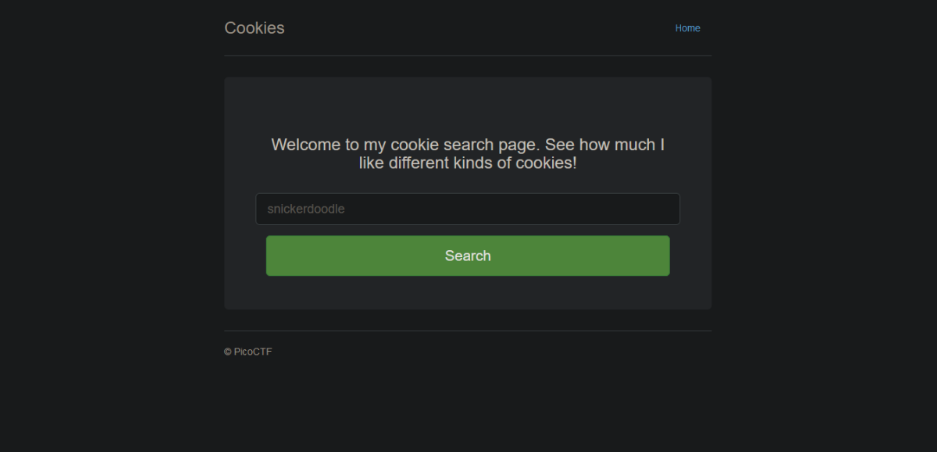 Cookies
Home
Welcome to my cookie search page. See how much I
like different kinds of cookies!
snickerdoodle
Search
© PicoCTF